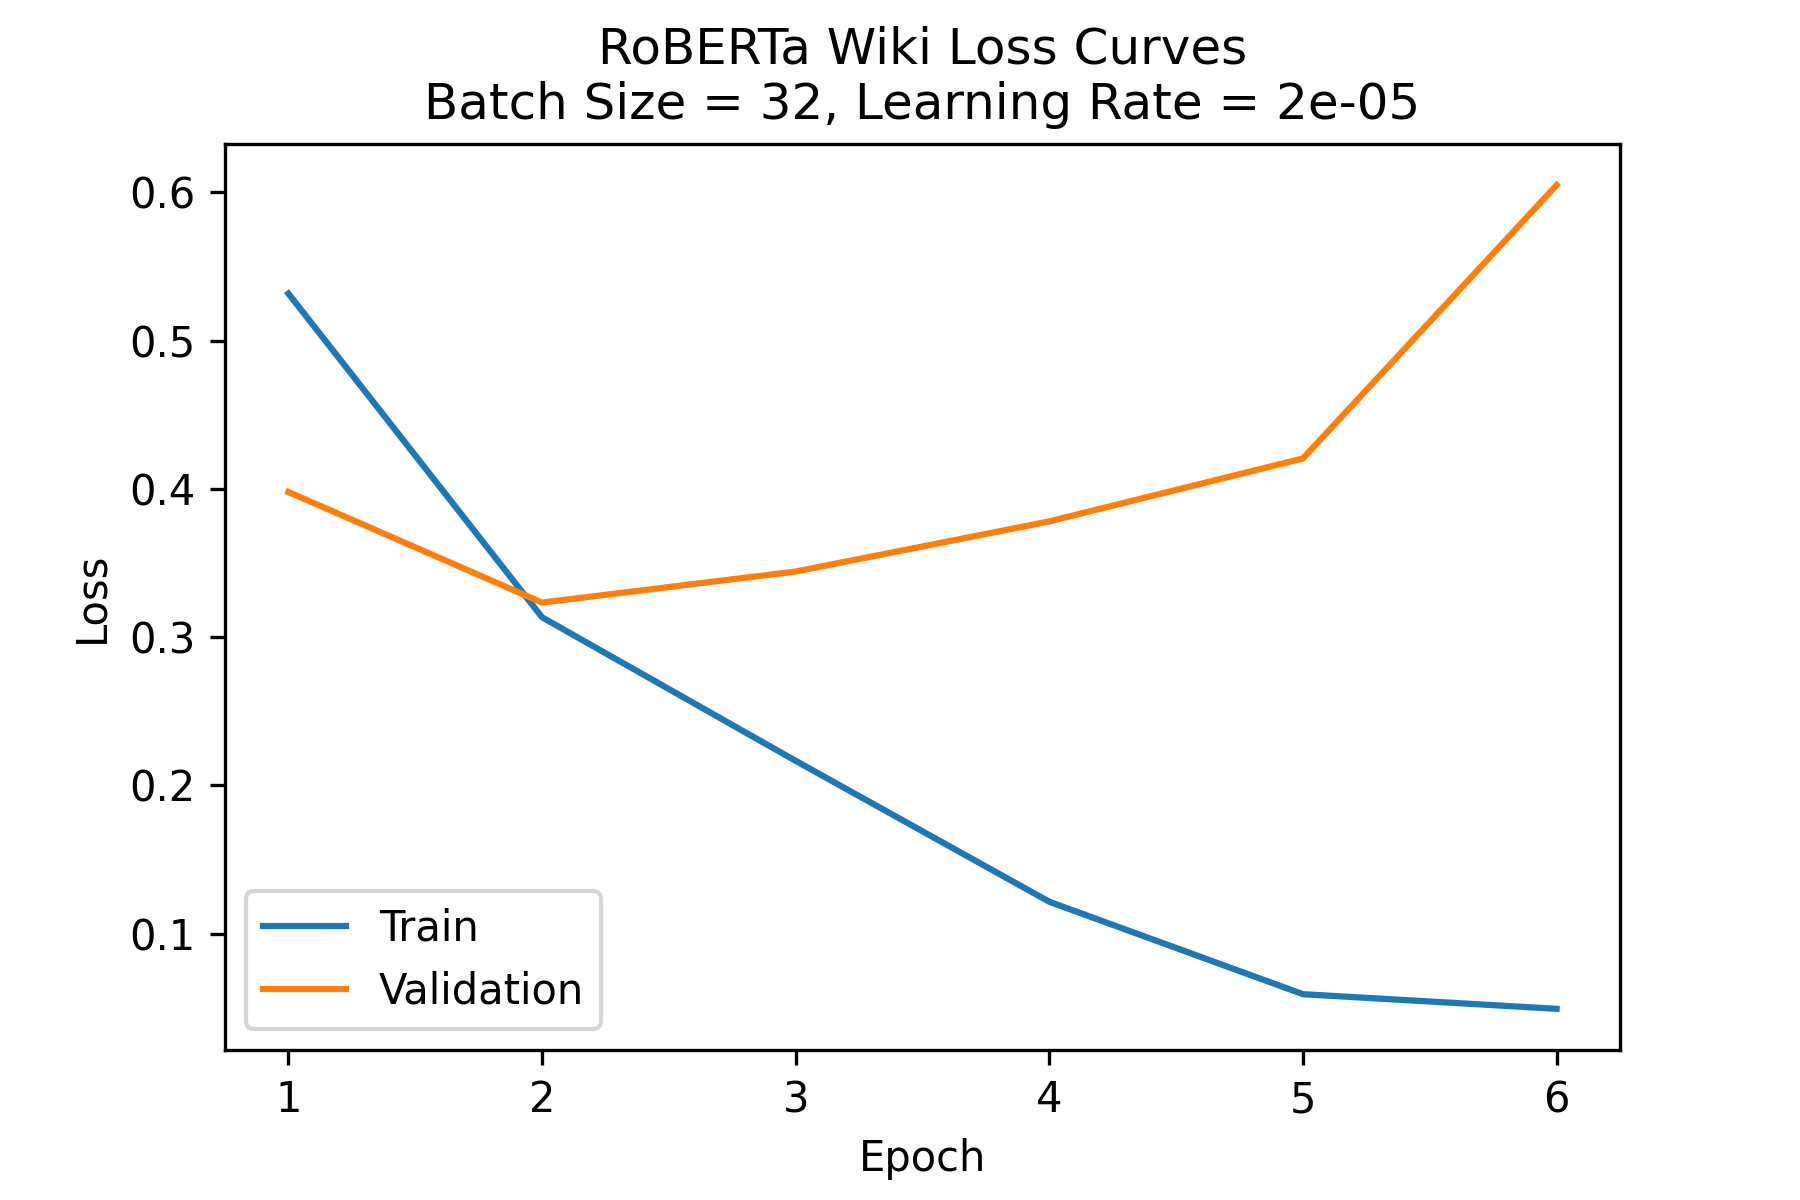 RoBERTa Wiki Loss Curves
Batch Size = 32, Learning Rate = 2e-05
0.6
0.5
0.4
0.3
0.2
0.1
Loss
Train
Validation
1 2 3 4 5 6
Epoch